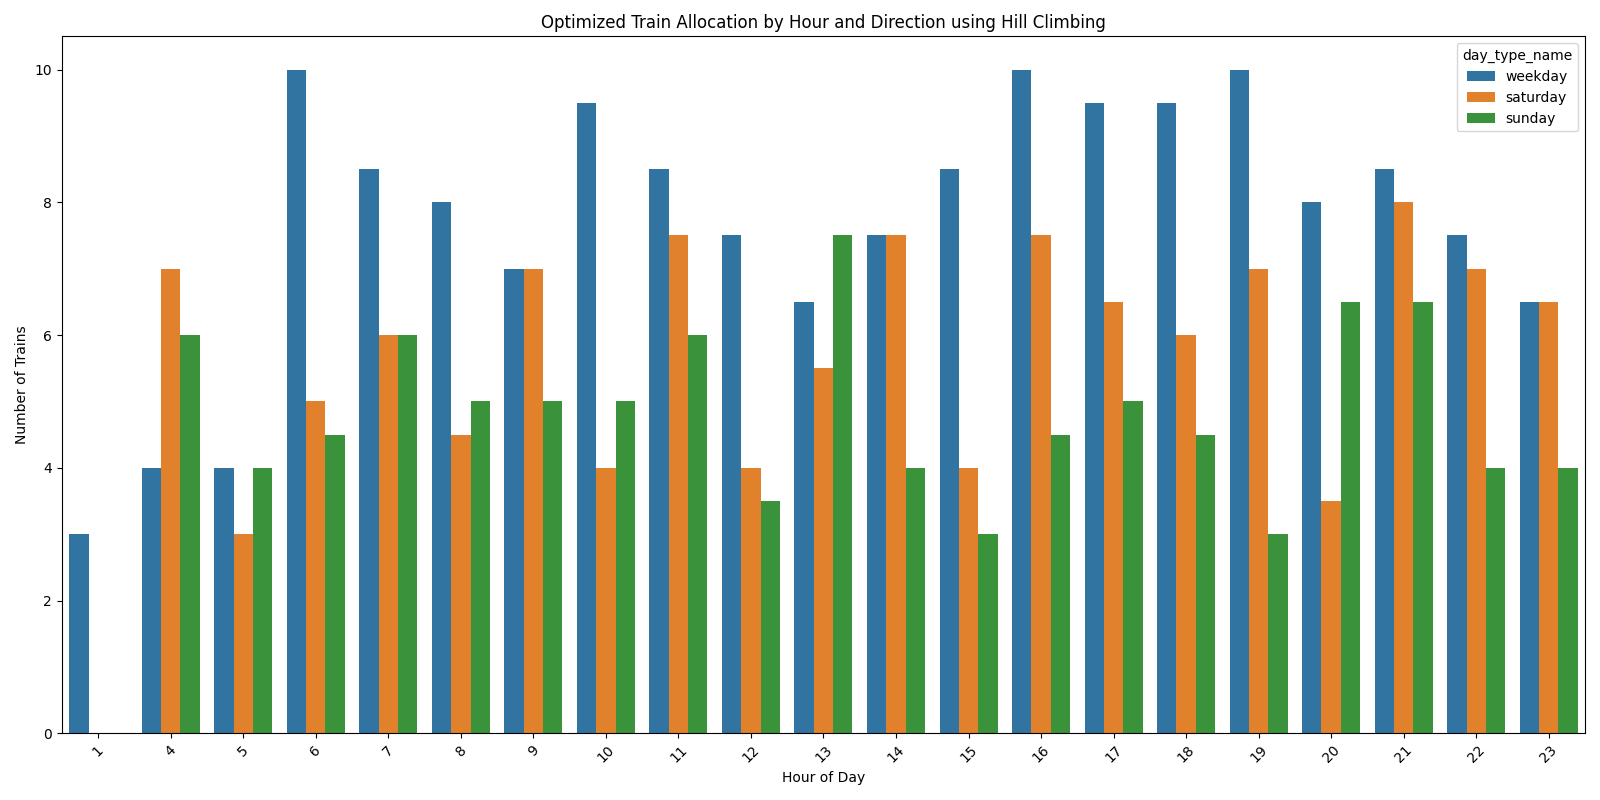 Optimized Train Allocation by Hour and Direction using Hill Climbing
day_type_name
weekday
saturday
sunday
Number of Trains
10
8
6
4
2
0
1 4 5 6 7 8 9 10 11 12 13 14 15 16 17 18 19 20 21 22 23
Hour of Day